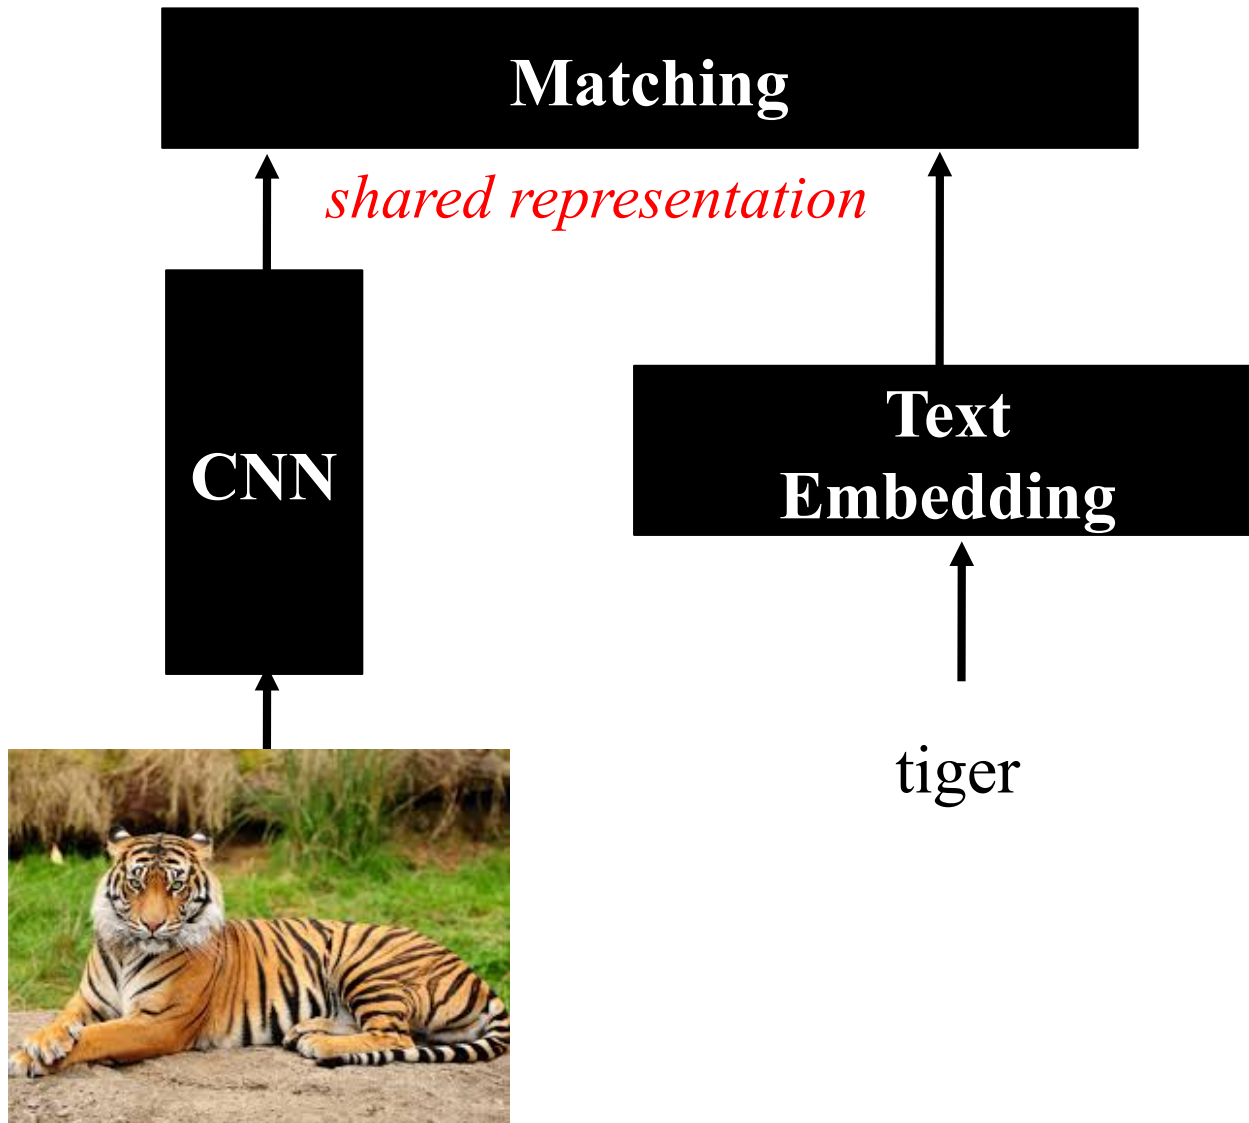 Matching
shared representation
CNN
Text
Embedding
tiger